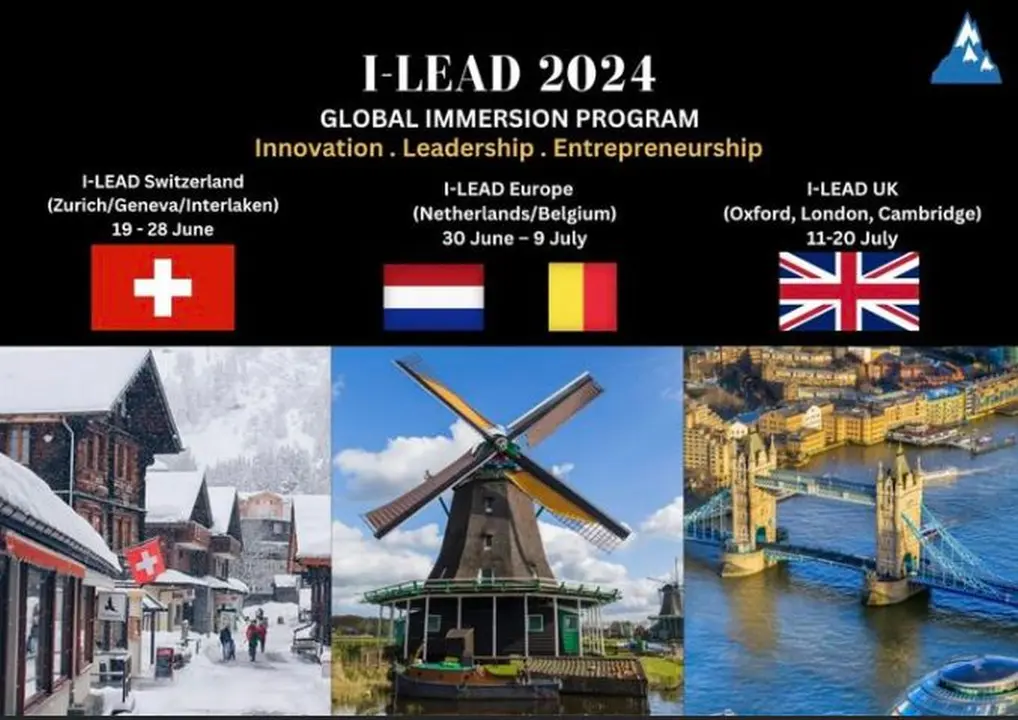 I-LEAD 2024
GLOBAL IMMERSION PROGRAM
Innovation . Leadership . Entrepreneurship
I-LEAD Switzerland
(Zurich/Geneva/Interlaken)
19 - 28 June
I-LEAD Europe
(Netherlands/Belgium)
30 June – 9 July
I-LEAD UK
(Oxford, London, Cambridge)
11-20 July